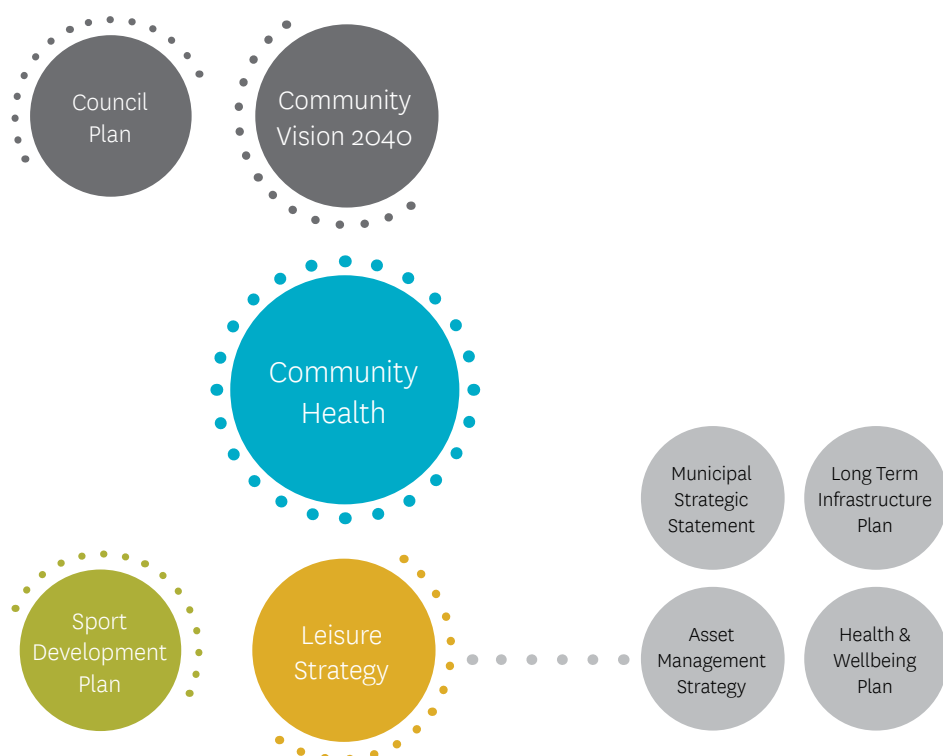 Council
Plan
Community
Vision 2040
Community
Health
Municipal
Strategic
Statement
Long Term
Infrastructure
Plan
Sport
Development
Plan
Leisure
Strategy
Asset
Management
Strategy
Health &
Wellbeing
Plan